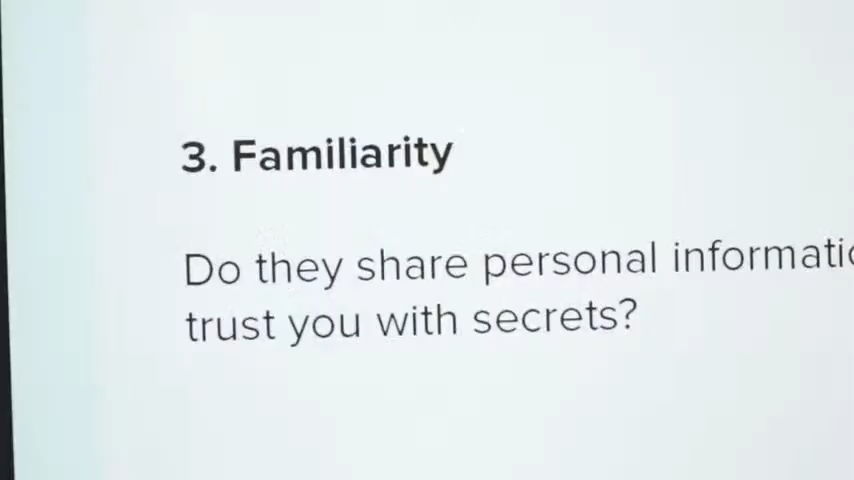 3. Familiarity
Do they share personal
trust you with secrets?